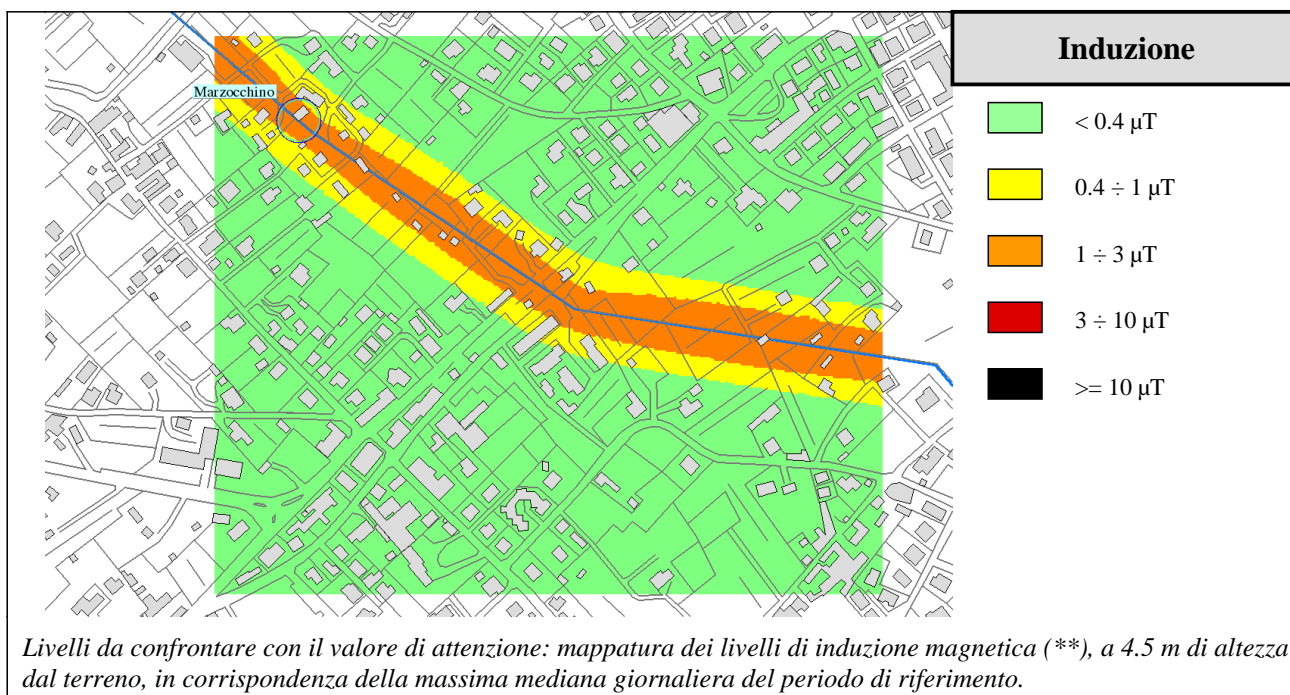 Marzocchino
Induzione
< 0.4 µT
0.4 ÷ 1 µT
1 ÷ 3 µT
3 ÷ 10 µT
>= 10 µT
Livelli da confrontare con il valore di attenzione: mappatura dei livelli di induzione magnetica (**), a 4.5 m di altezza
dal terreno, in corrispondenza della massima mediana giornaliera del periodo di riferimento.